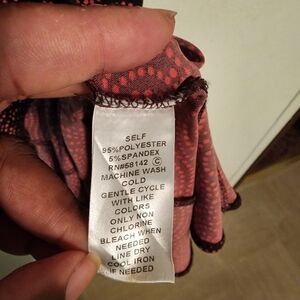 SELF
95%POLYESTER
5%SPANDEX
RN#58142 C
MACHINE WASH
COLD
GENTLE CYCLE
WITH LIKE
COLORS
ONLY NON
CHLORINE
BLEACH WHEN
NEEDED
LINE DRY
COOL IRON
IF NEEDED